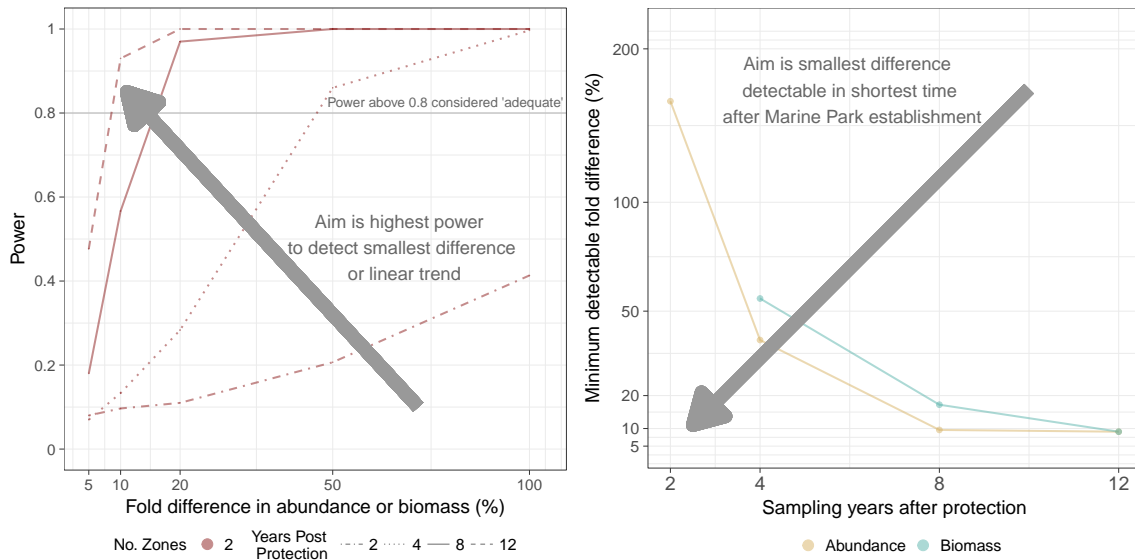 1
0.8
0.6
0.4
0.2
0
Power
Power above 0.8 considered 'adequate'
Aim is highest power
to detect smallest difference
or linear trend
5 10 20 50 100
Fold difference in abundance or biomass (%)
No. Zones 2 Years Post Protection 2 4 8 12
200
100
50
20
10
5
Minimum detectable fold difference (%)
Aim is smallest difference
detectable in shortest time
after Marine Park establishment
2 4 8 12
Sampling years after protection
Abundance Biomass